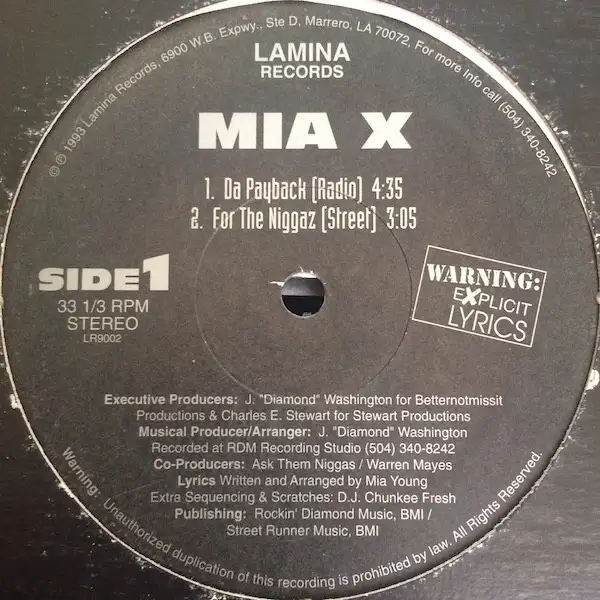 ℗ © 1993 Lamina Records, 6900 W.B. Expwy., Ste D, Marrero, LA 70072, For more info call (504) 340-8242
LAMINA
RECORDS
MIA X
1. Da Payback (Radio) 4:35
2. For The Niggaz (Street) 3:05
SIDE 1
33 1/3 RPM
STEREO
LR9002
WARNING:
EXPLICIT
LYRICS
Executive Producers: J. "Diamond" Washington for Betternotmissit
Productions & Charles E. Stewart for Stewart Productions
Musical Producer/Arranger: J. "Diamond" Washington
Recorded at RDM Recording Studio (504) 340-8242
Co-Producers: Ask Them Niggas / Warren Mayes
Lyrics Written and Arranged by Mia Young
Extra Sequencing & Scratches: D.J. Chunkee Fresh
Publishing: Rockin' Diamond Music, BMI /
Street Runner Music, BMI
Warning: Unauthorized duplication of this recording is prohibited by law. All Rights Reserved.